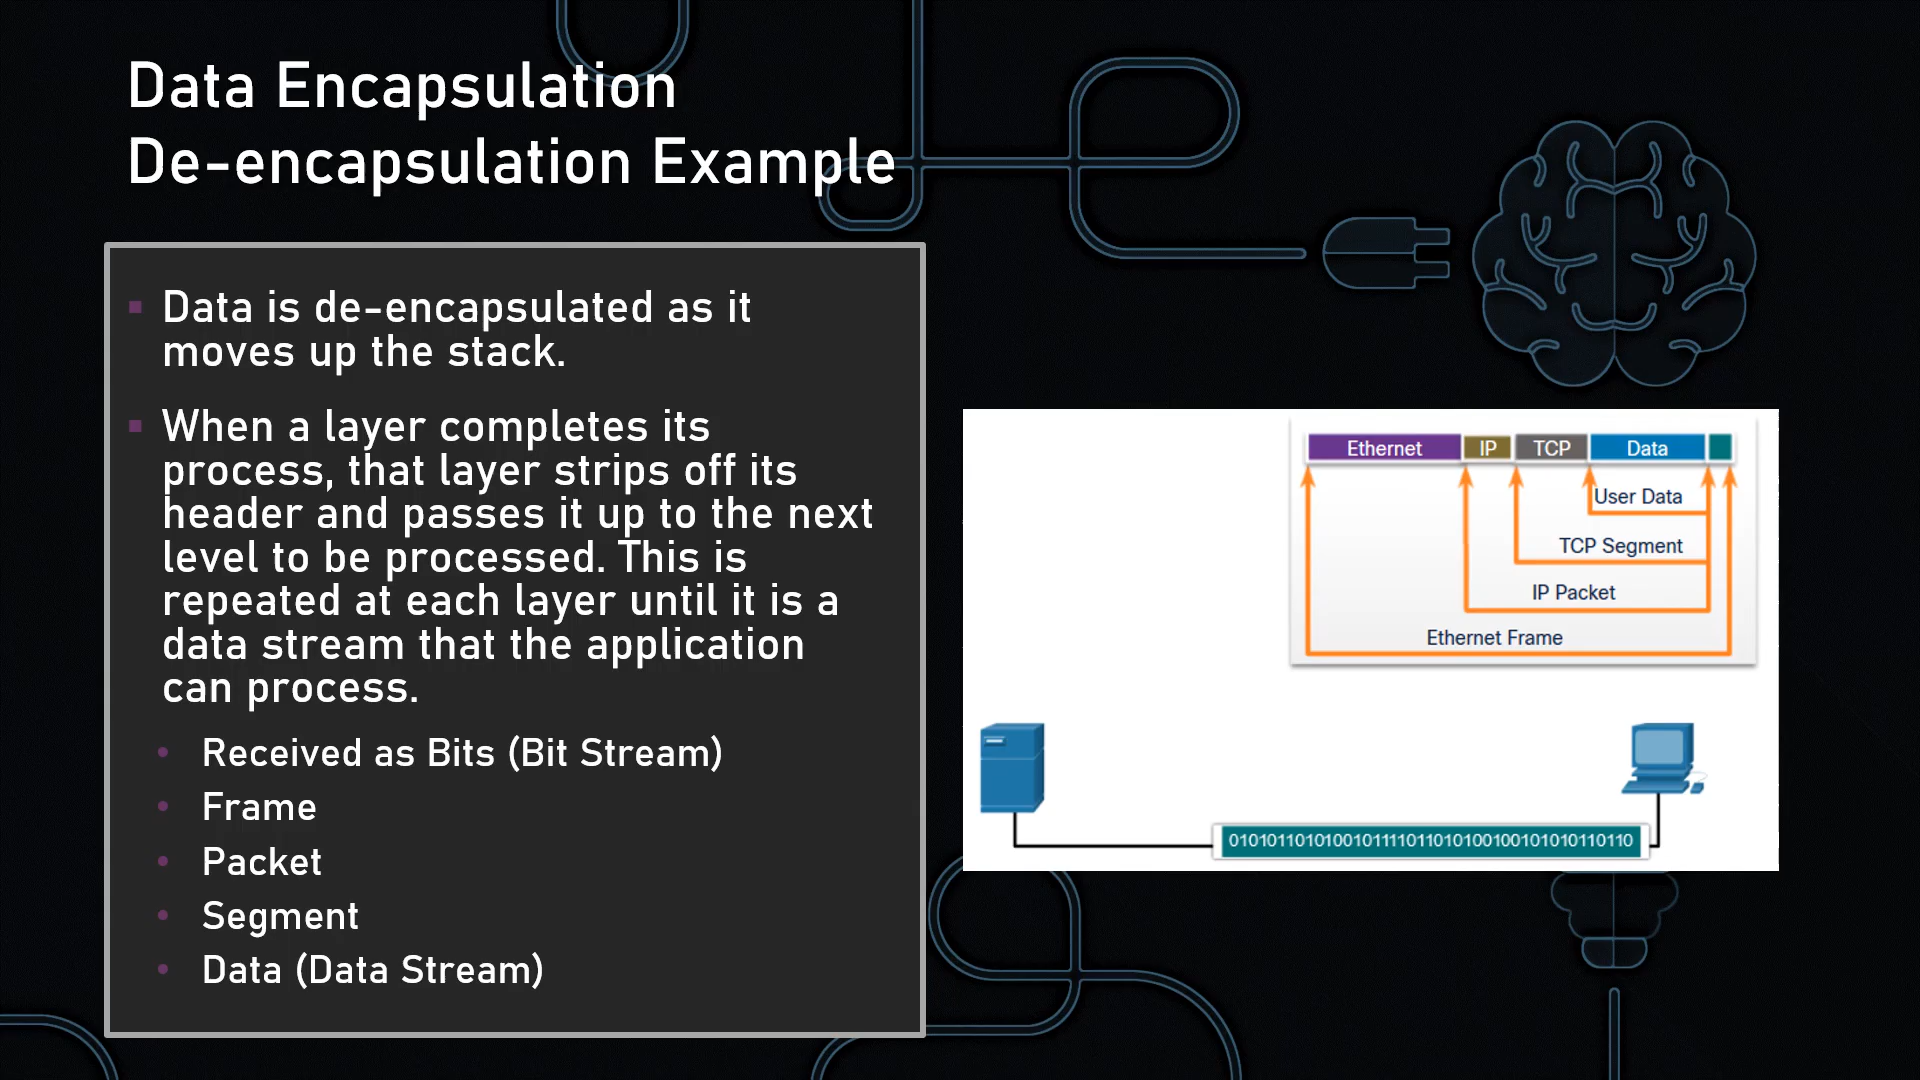 Data Encapsulation
De-encapsulation Example
Data is de-encapsulated as it
moves up the stack.
When a layer completes its
process, that layer strips off its
header and passes it up to the next
level to be processed. This is
repeated at each layer until it is a
data stream that the application
can process.
Received as Bits (Bit Stream)
Frame
Packet
Segment
Data (Data Stream)
Ethernet IP TCP Data
User Data
TCP Segment
IP Packet
Ethernet Frame
0101011010100101111011010100100101010110110